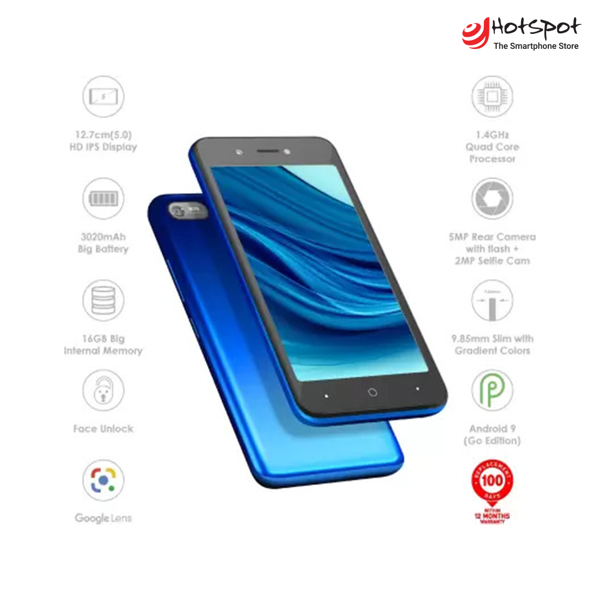 Hotspot
The Smartphone Store
12.7cm(5.0)
HD IPS Display
1.4GHz
Quad Core
Processor
3020mAh
Big Battery
5MP Rear Camera
with flash +
2MP Selfie Cam
16GB Big
Internal Memory
9.85mm Slim with
Gradient Colors
Face Unlock
Android 9
(Go Edition)
Google Lens
REPLACEMENT
100
DAYS
WITHIN
12 MONTHS
WARRANTY